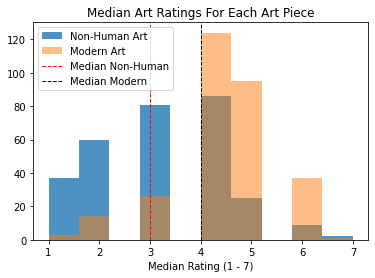 Median Art Ratings For Each Art Piece
Non-Human Art
Modern Art
Median Non-Human
Median Modern
120
100
80
60
40
20
0
1 2 3 4 5 6 7
Median Rating (1 - 7)